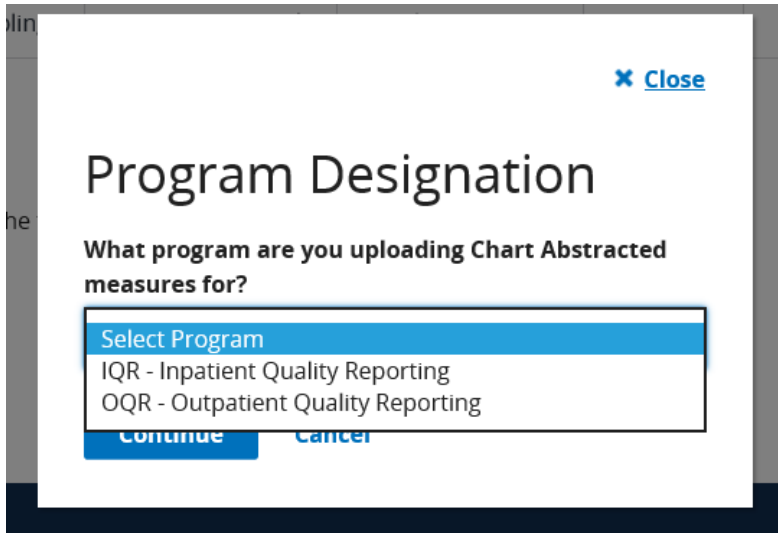 Close
Program Designation
What program are you uploading Chart Abstracted
measures for?
Select Program
IQR - Inpatient Quality Reporting
OQR - Outpatient Quality Reporting
Continue Cancel